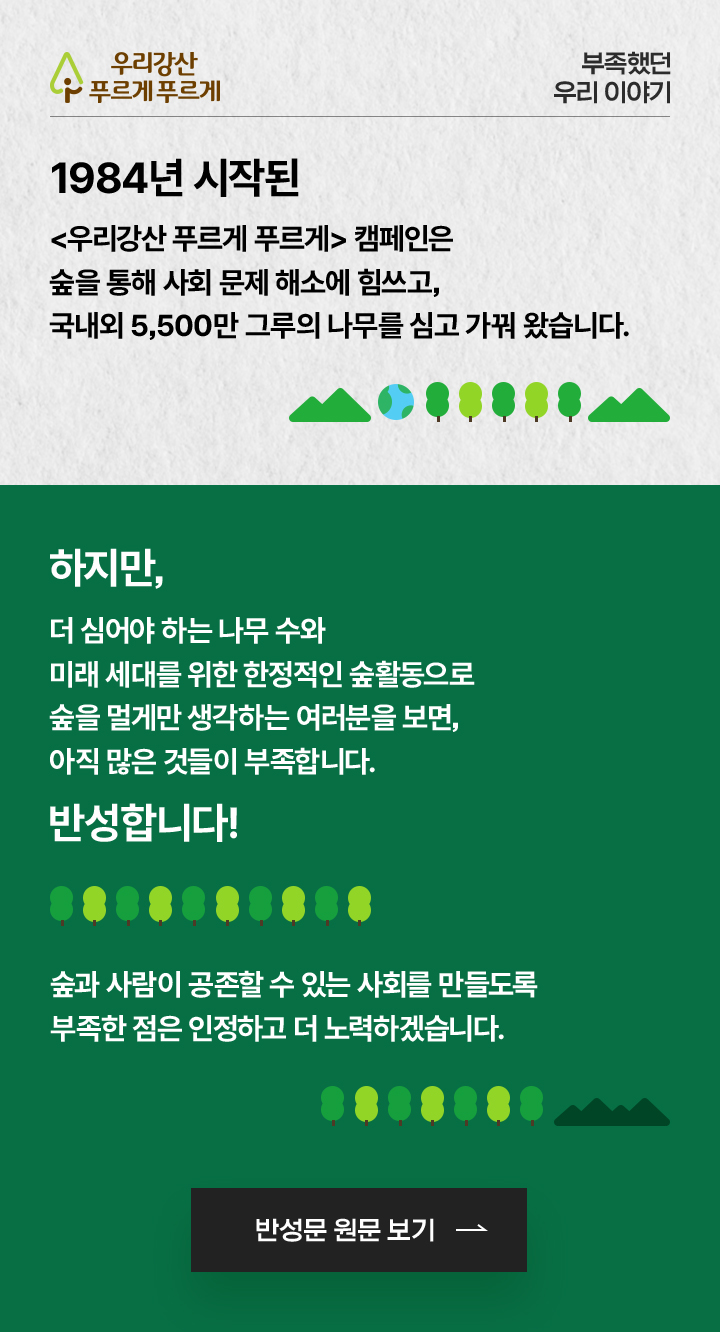 우리강산
푸르게 푸르게
부족했던
우리 이야기
1984년 시작된
<우리강산 푸르게 푸르게> 캠페인은
숲을 통해 사회 문제 해소에 힘쓰고,
국내외 5,500만 그루의 나무를 심고 가꿔 왔습니다.
하지만,
더 심어야 하는 나무 수와
미래 세대를 위한 한정적인 숲활동으로
숲을 멀게만 생각하는 여러분을 보면,
아직 많은 것들이 부족합니다.
반성합니다!
숲과 사람이 공존할 수 있는 사회를 만들도록
부족한 점은 인정하고 더 노력하겠습니다.
반성문 원문 보기